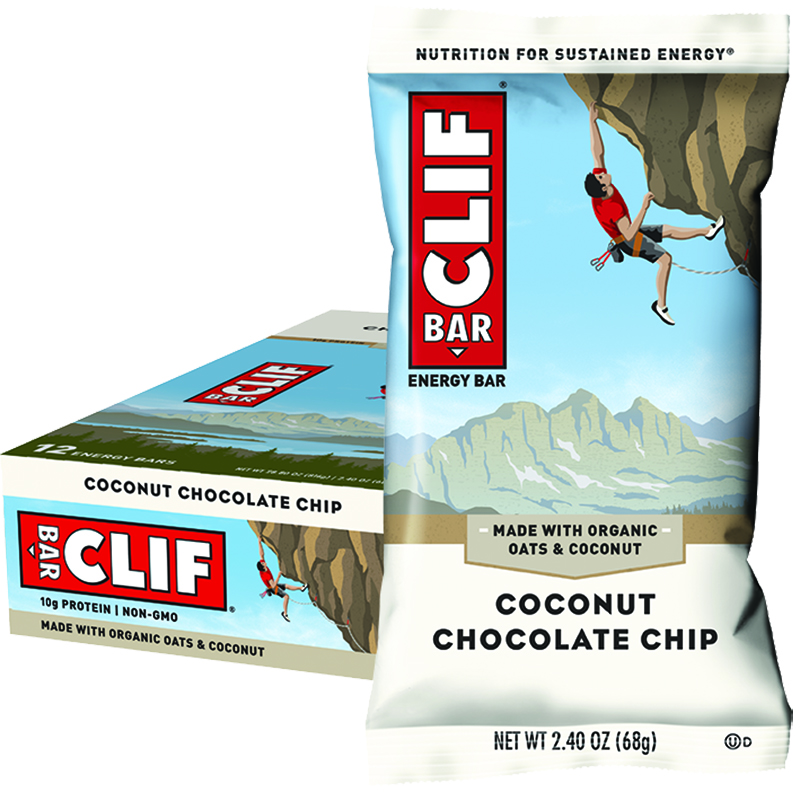 NUTRITION FOR SUSTAINED ENERGY®
CLIF®
BAR
ENERGY BAR
MADE WITH ORGANIC
OATS & COCONUT
COCONUT
CHOCOLATE CHIP
NET WT 2.40 OZ (68g)
U D
CLIF
BAR
12 ENERGY BARS
COCONUT CHOCOLATE CHIP
BAR
CLIF®
10g PROTEIN | NON-GMO
MADE WITH ORGANIC OATS & COCONUT